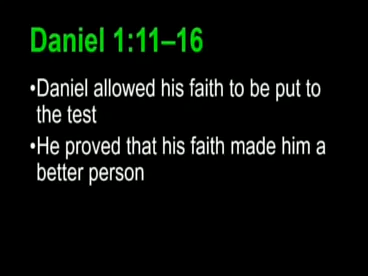 Daniel 1:11–16
•Daniel allowed his faith to be put to
the test
•He proved that his faith made him a
better person